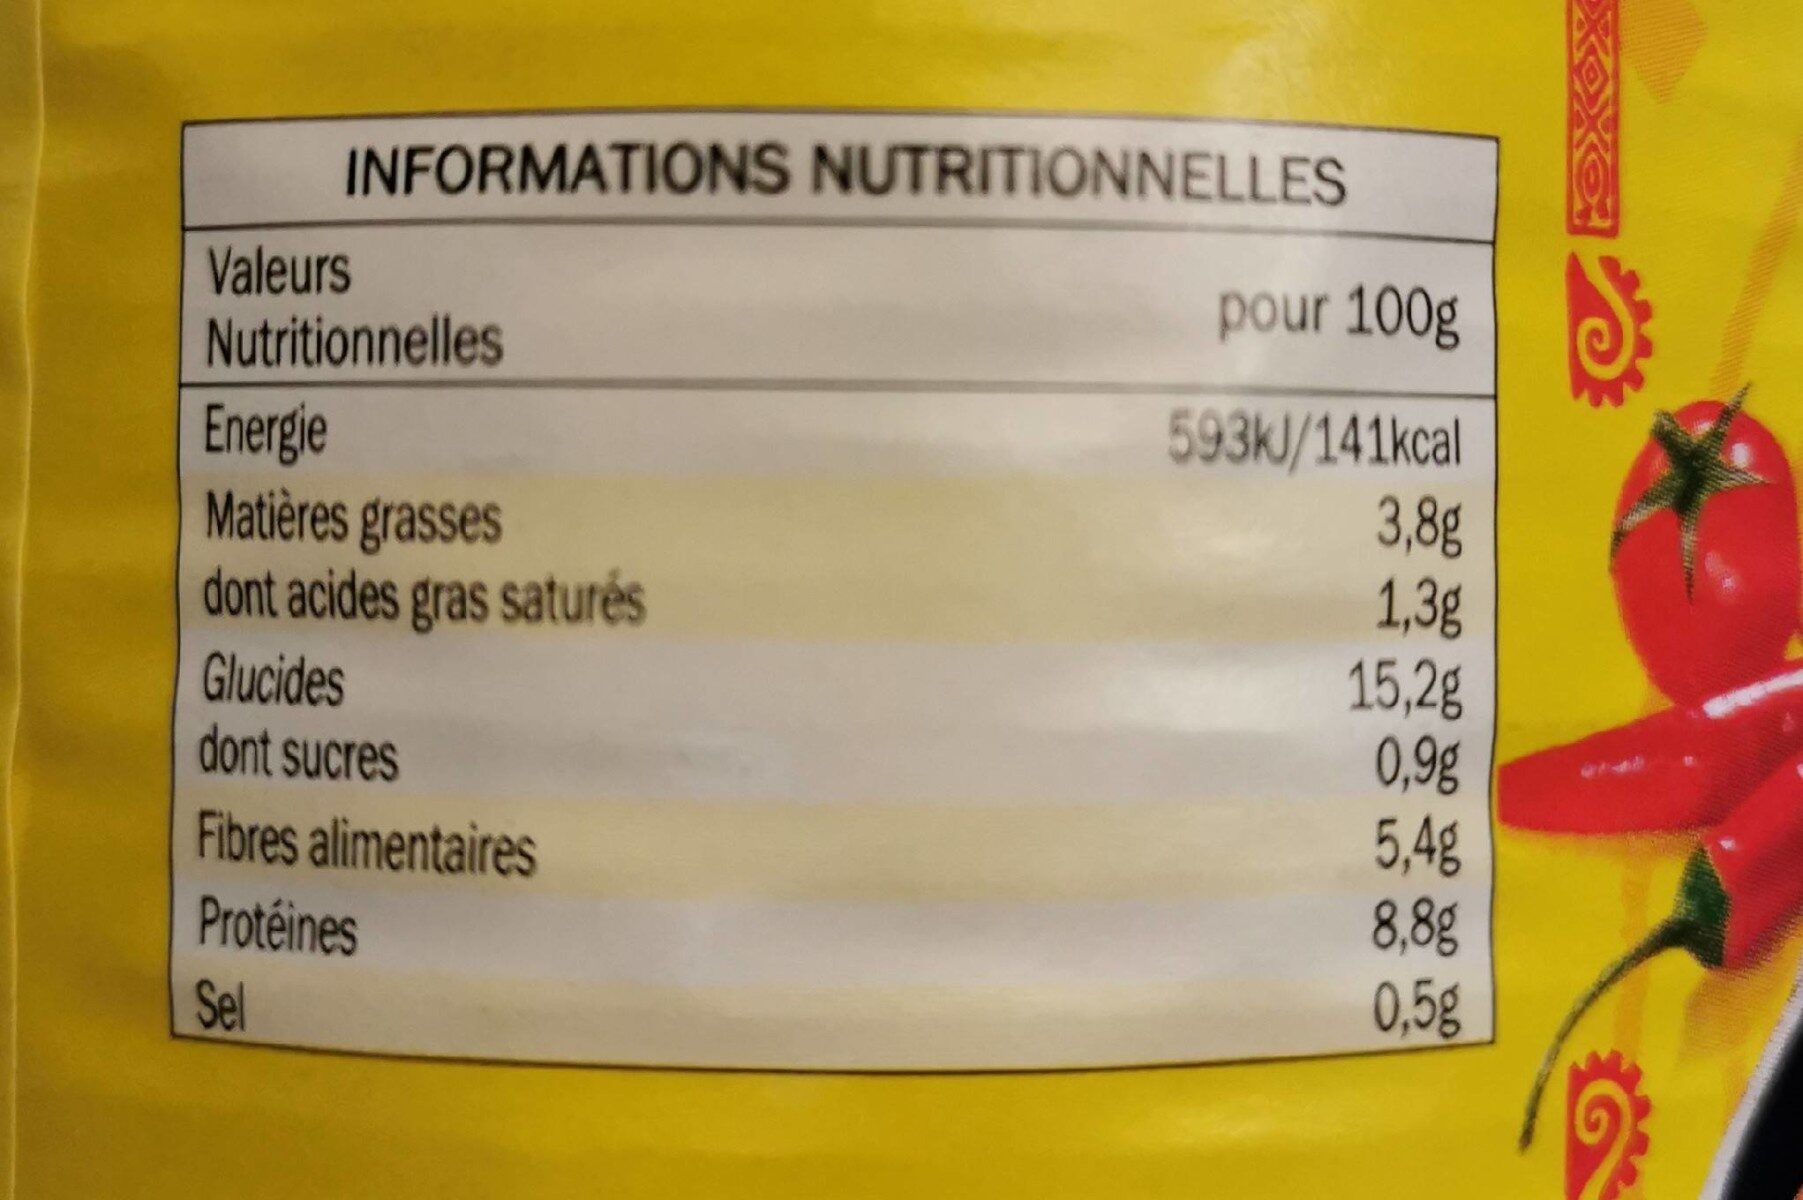 INFORMATIONS NUTRITIONNELLES
Valeurs
Nutritionnelles
pour 100g
Energie 593kJ/141kcal
Matières grasses 3,8g
dont acides gras saturés 1,3g
Glucides 15,2g
dont sucres 0,9g
Fibres alimentaires 5,4g
Protéines 8,8g
Sel 0,5g